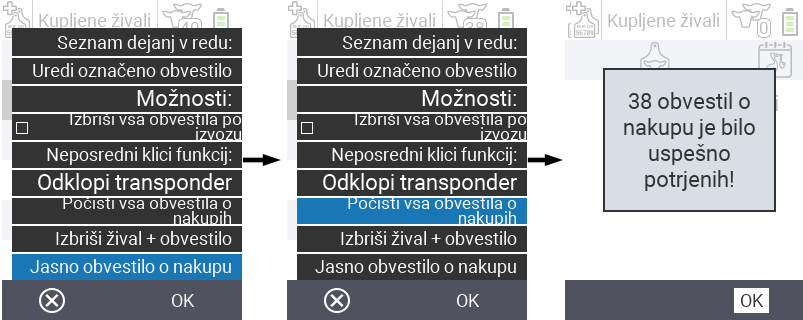 Kupljene živali
Seznam dejanj v redu:
Uredi označeno obvestilo
Možnosti:
Izbriši vsa obvestila po
izvozu
Neposredni klici funkcij:
Odklopi transponder
Počisti vsa obvestila o
nakupih
Izbriši žival + obvestilo
Jasno obvestilo o nakupu
OK
Kupljene živali
Seznam dejanj v redu:
Uredi označeno obvestilo
Možnosti:
Izbriši vsa obvestila po
izvozu
Neposredni klici funkcij:
Odklopi transponder
Počisti vsa obvestila o
nakupih
Izbriši žival + obvestilo
Jasno obvestilo o nakupu
OK
Kupljene živali
0
38 obvestil o
nakupu je bilo
uspešno
potrjenih!
OK